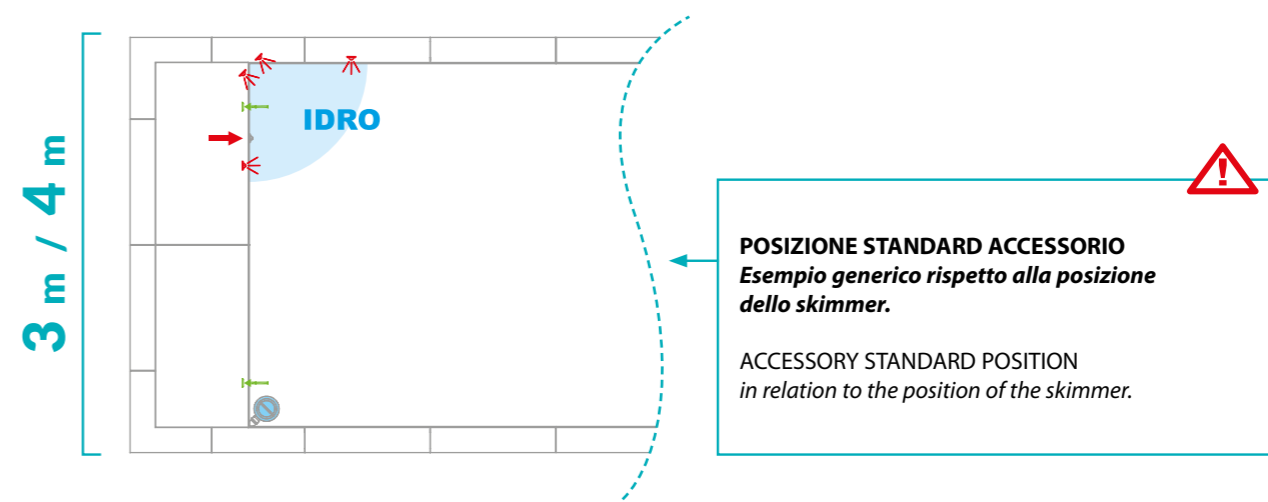 3 m / 4 m
IDRO
POSIZIONE STANDARD ACCESSORIO
Esempio generico rispetto alla posizione
dello skimmer.
ACCESSORY STANDARD POSITION
in relation to the position of the skimmer.
!